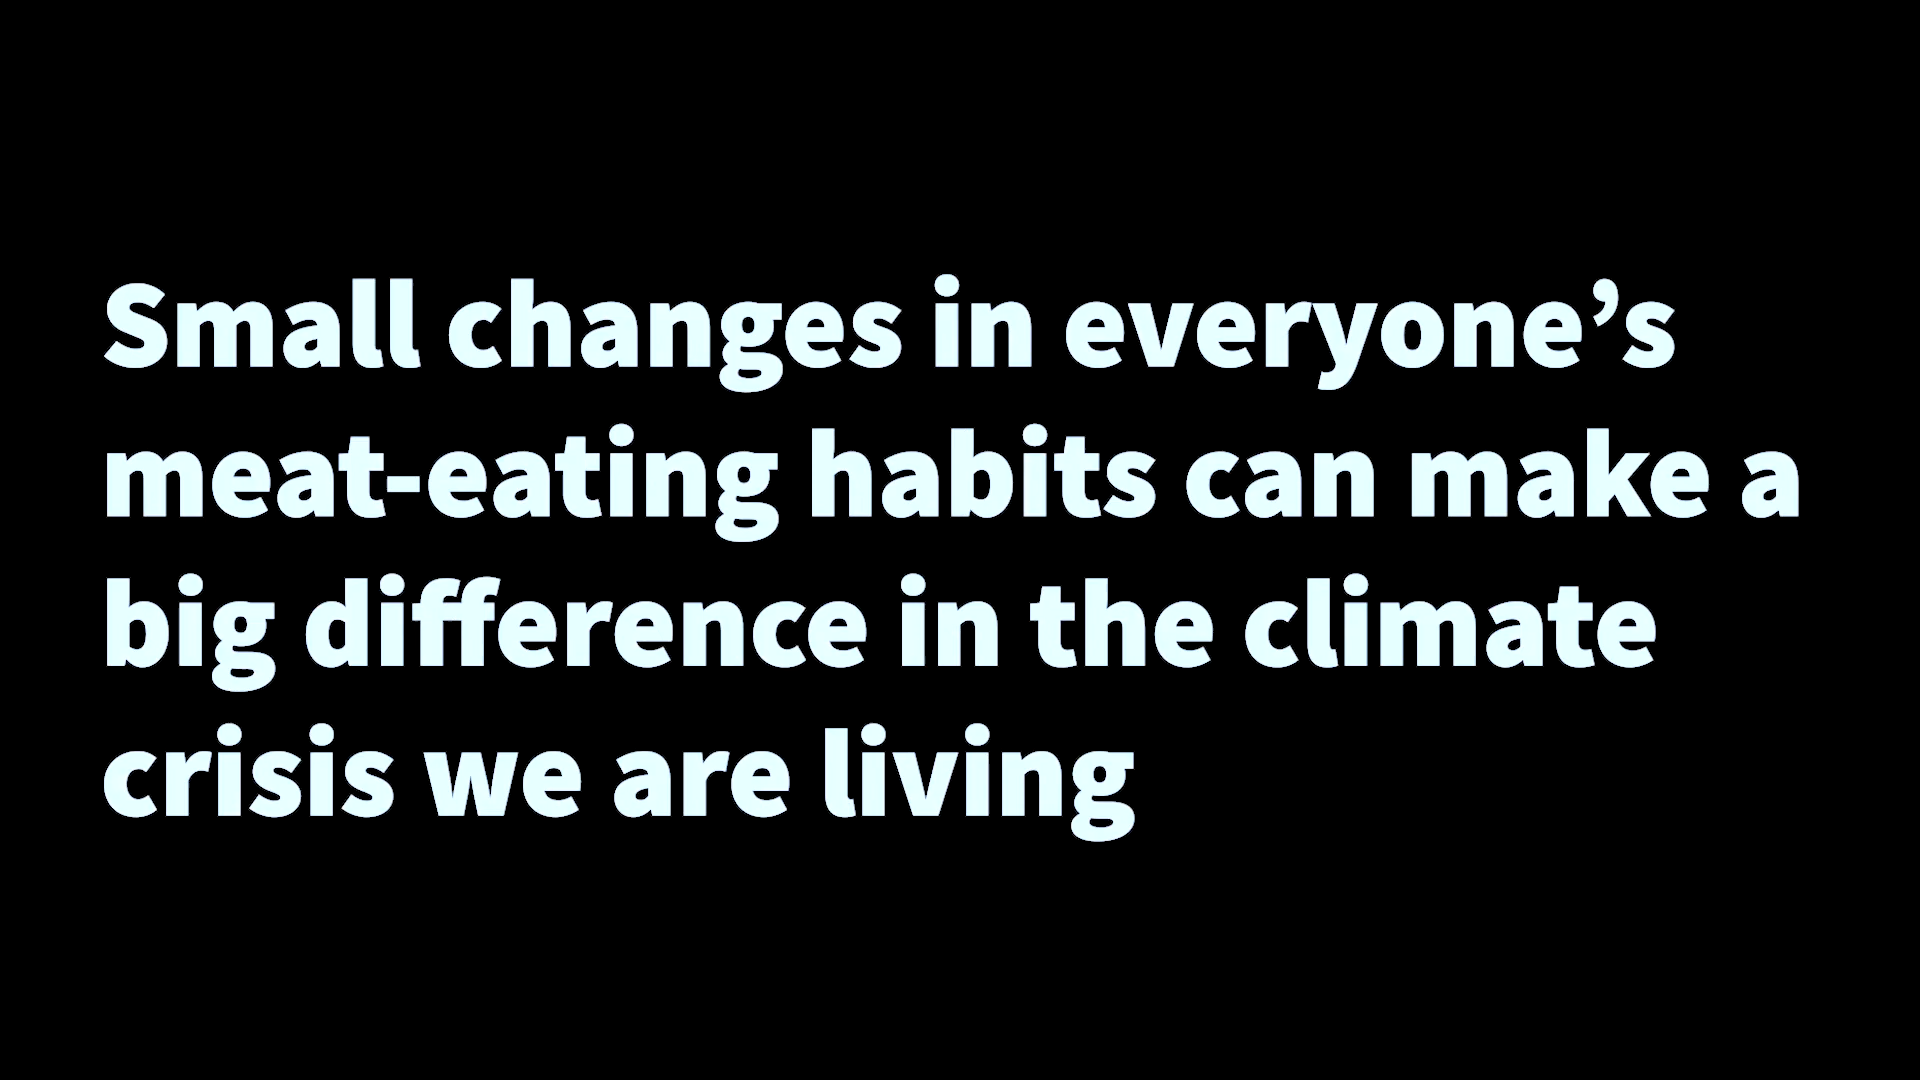 Small changes in everyone’s
meat-eating habits can make a
big difference in the climate
crisis we are living